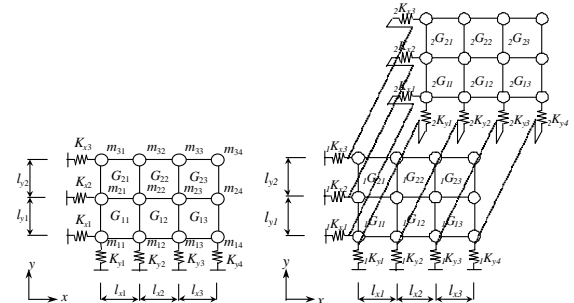 ₂Kx3
₂G21 ₂G22 ₂G23
₂Kx2
₂G11 ₂G12 ₂G13
₂Kx1
₂Ky1 ₂Ky2 ₂Ky3 ₂Ky4
Kx3 m31 m32 m33 m34
ly2 G21 G22 G23
Kx2 m21 m22 m23 m24
ly1 G11 G12 G13
Kx1 m11 m12 m13 m14
Ky1 Ky2 Ky3 Ky4
y
x
lx1 lx2 lx3
₁Kx3
ly2 ₁G21 ₁G22 ₁G23
₁Kx2
ly1 ₁G11 ₁G12 ₁G13
₁Kx1
₁Ky1 ₁Ky2 ₁Ky3 ₁Ky4
y
x
lx1 lx2 lx3